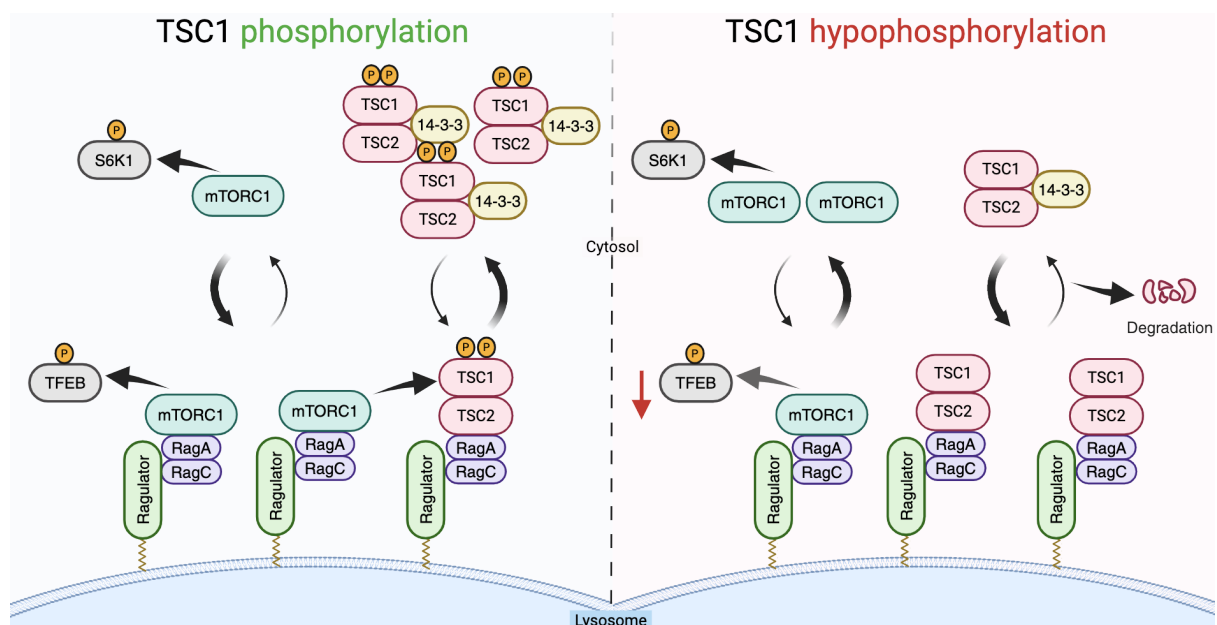 TSC1 phosphorylation
P P
TSC1
TSC2
14-3-3
P P
TSC1
TSC2
14-3-3
P P
TSC1
TSC2
14-3-3
P
S6K1
mTORC1
P
TFEB
mTORC1
RagA
RagC
Ragulator
mTORC1
RagA
RagC
Ragulator
P P
TSC1
TSC2
RagA
RagC
Ragulator
Cytosol
Lysosome
TSC1 hypophosphorylation
P
S6K1
mTORC1
mTORC1
TSC1
TSC2
14-3-3
Degradation
P
TFEB
mTORC1
RagA
RagC
Ragulator
TSC1
TSC2
RagA
RagC
Ragulator
TSC1
TSC2
RagA
RagC
Ragulator